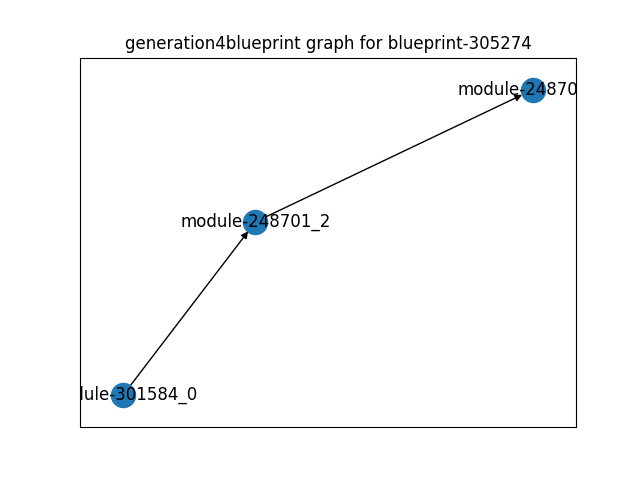 generation4blueprint graph for blueprint-305274
module-24870
module-248701_2
lule-301584_0